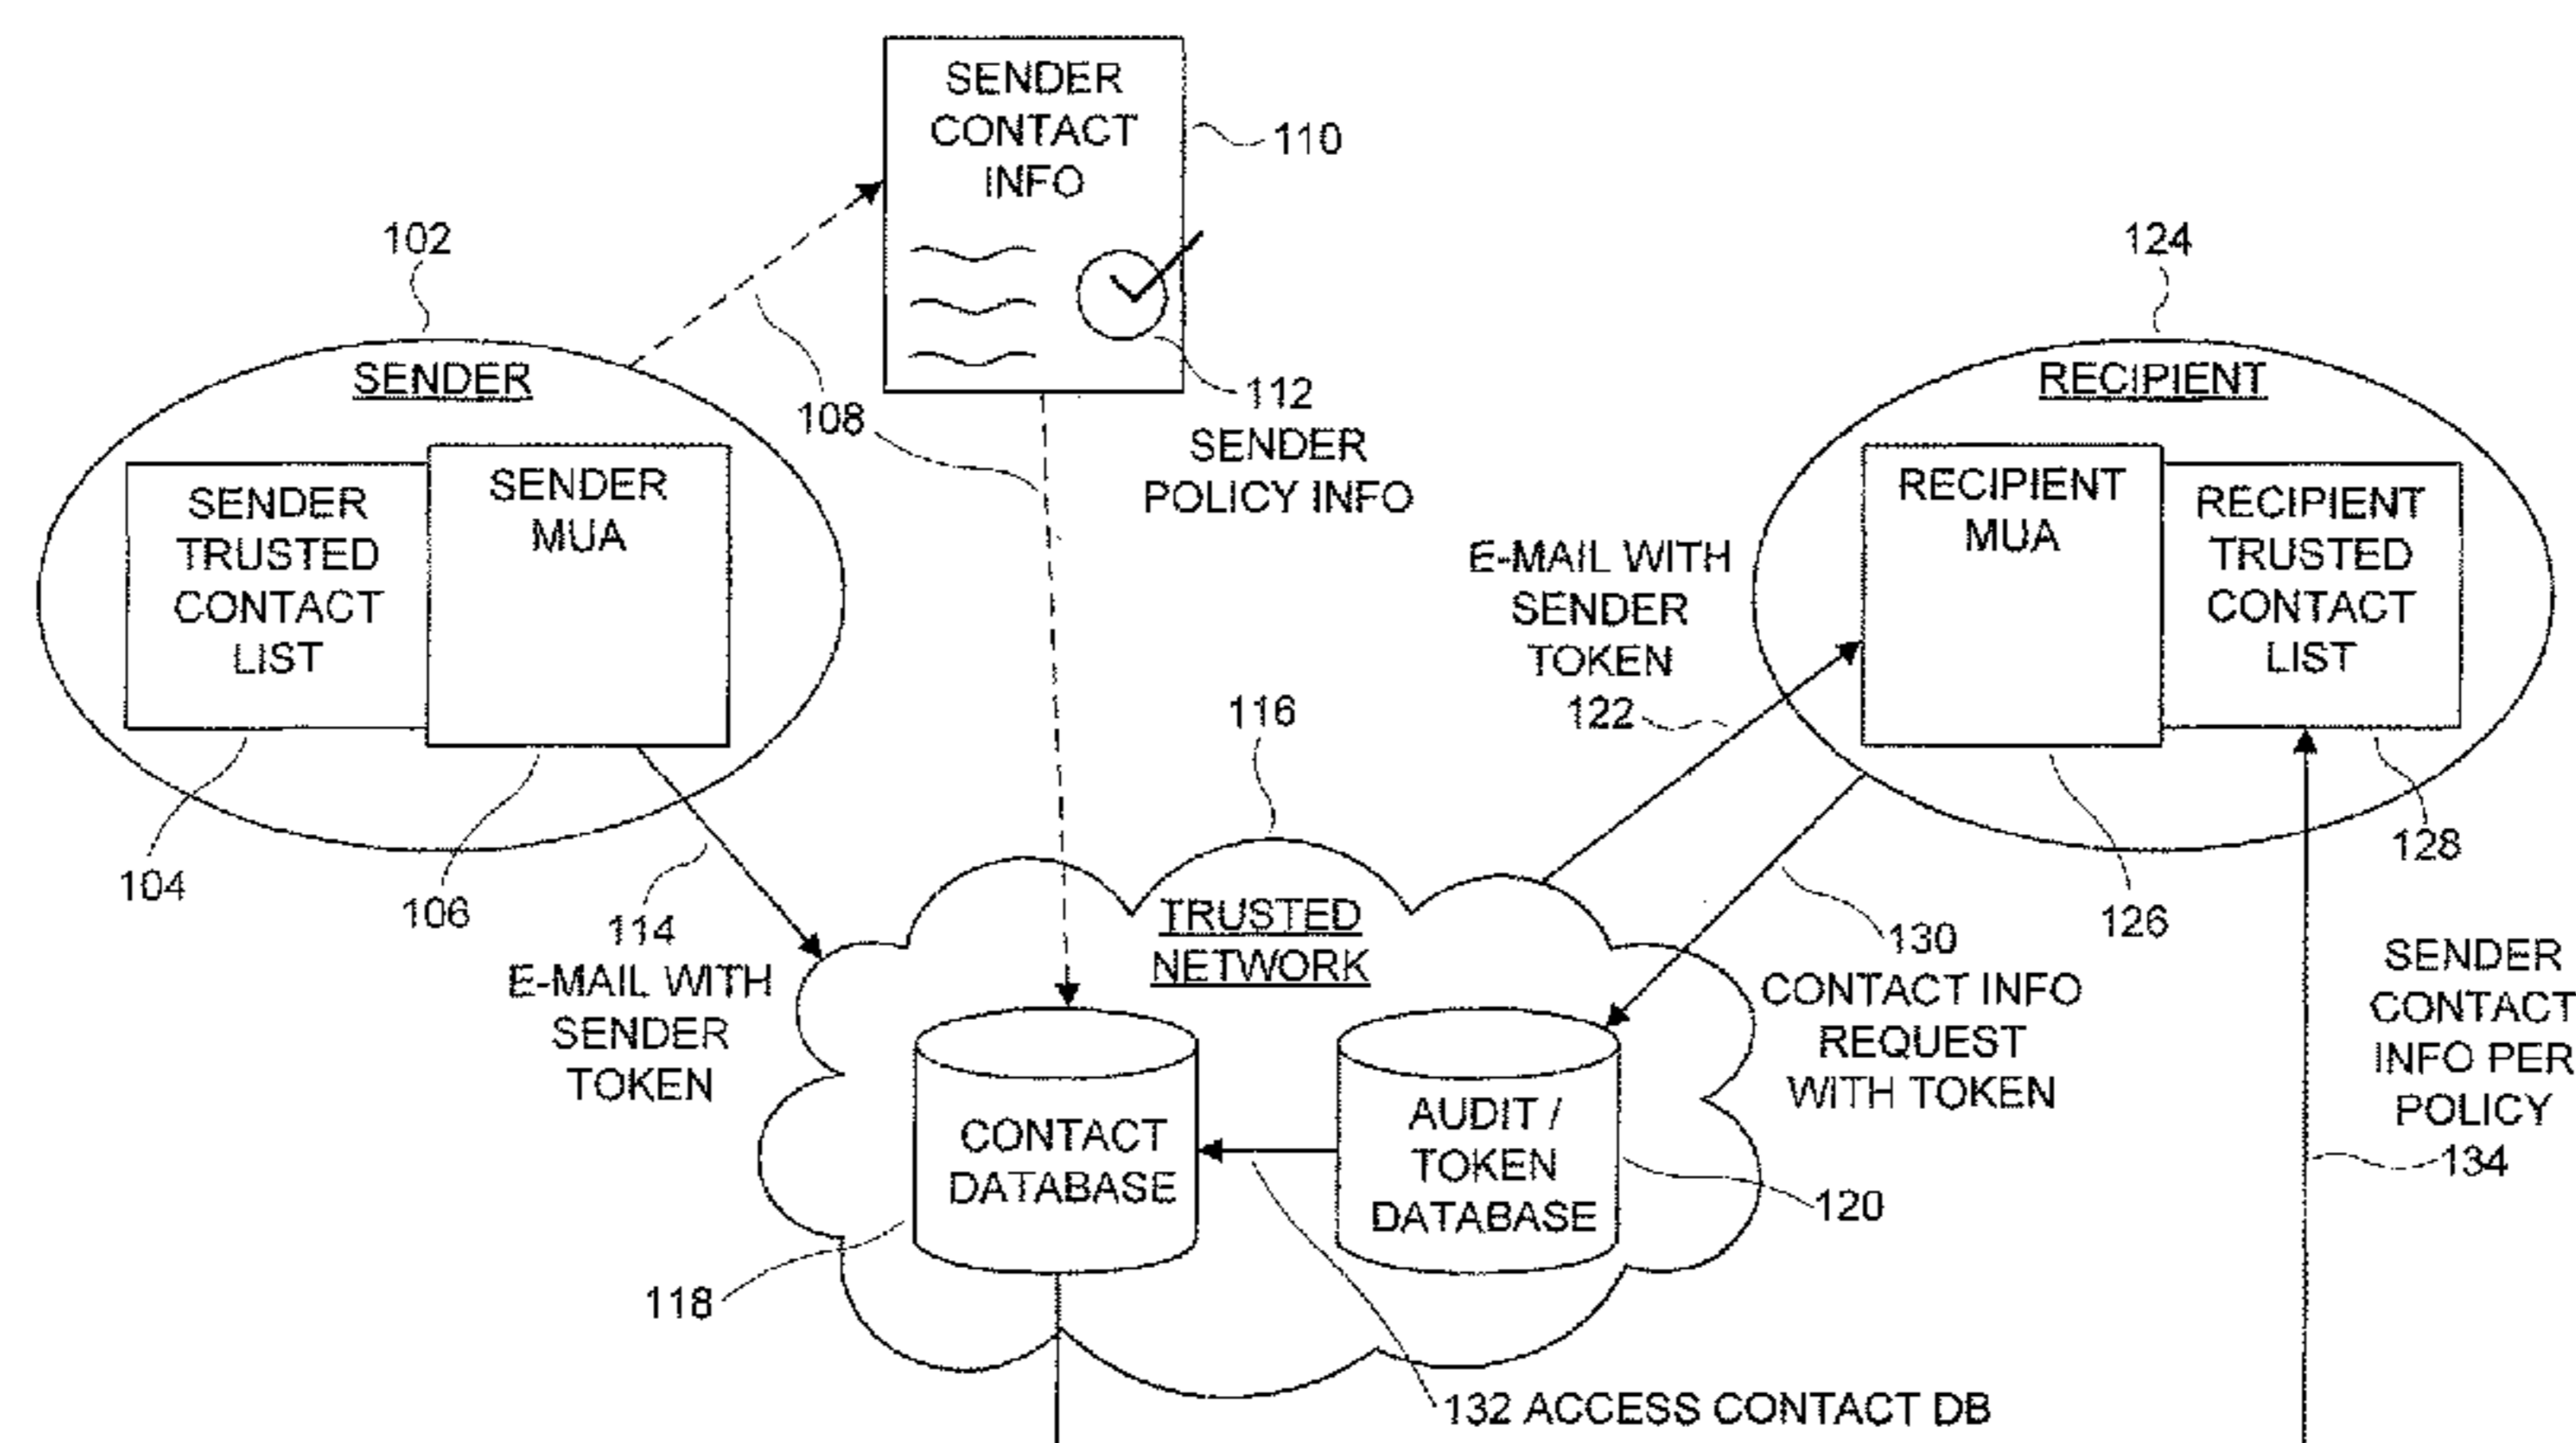 SENDER
CONTACT
INFO
110
102
124
SENDER
108
112
SENDER
POLICY INFO
RECIPIENT
SENDER
TRUSTED
CONTACT
LIST
SENDER
MUA
RECIPIENT
MUA
RECIPIENT
TRUSTED
CONTACT
LIST
E-MAIL WITH
SENDER
TOKEN
122
116
104
106
114
E-MAIL WITH
SENDER
TOKEN
126
128
TRUSTED
NETWORK
130
CONTACT INFO
REQUEST
WITH TOKEN
SENDER
CONTACT
INFO PER
POLICY
134
CONTACT
DATABASE
AUDIT /
TOKEN
DATABASE
120
118
132 ACCESS CONTACT DB